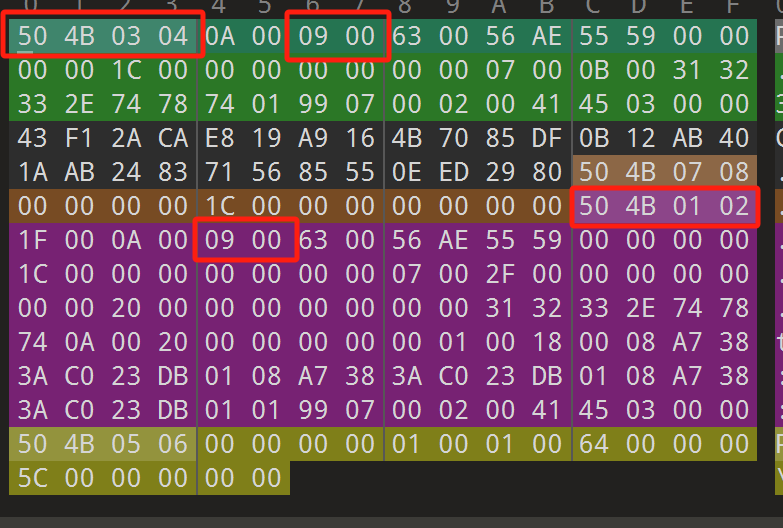 0 1 2 3 4 5 6 7 8 9 A B C D E F
50 4B 03 04 0A 00 09 00 63 00 56 AE 55 59 00 00
00 00 1C 00 00 00 00 00 00 00 07 00 0B 00 31 32
33 2E 74 78 74 01 99 07 00 02 00 41 45 03 00 00
43 F1 2A CA E8 19 A9 16 4B 70 85 DF 0B 12 AB 40
1A AB 24 83 71 56 85 55 0E ED 29 80 50 4B 07 08
00 00 00 00 1C 00 00 00 00 00 00 00 50 4B 01 02
1F 00 0A 00 09 00 63 00 56 AE 55 59 00 00 00 00
1C 00 00 00 00 00 00 00 07 00 2F 00 00 00 00 00
00 00 20 00 00 00 00 00 00 00 31 32 33 2E 74 78
74 0A 00 20 00 00 00 00 00 01 00 18 00 08 A7 38
3A C0 23 DB 01 08 A7 38 3A C0 23 DB 01 08 A7 38
3A C0 23 DB 01 01 99 07 00 02 00 41 45 03 00 00
50 4B 05 06 00 00 00 00 01 00 01 00 64 00 00 00
5C 00 00 00 00 00